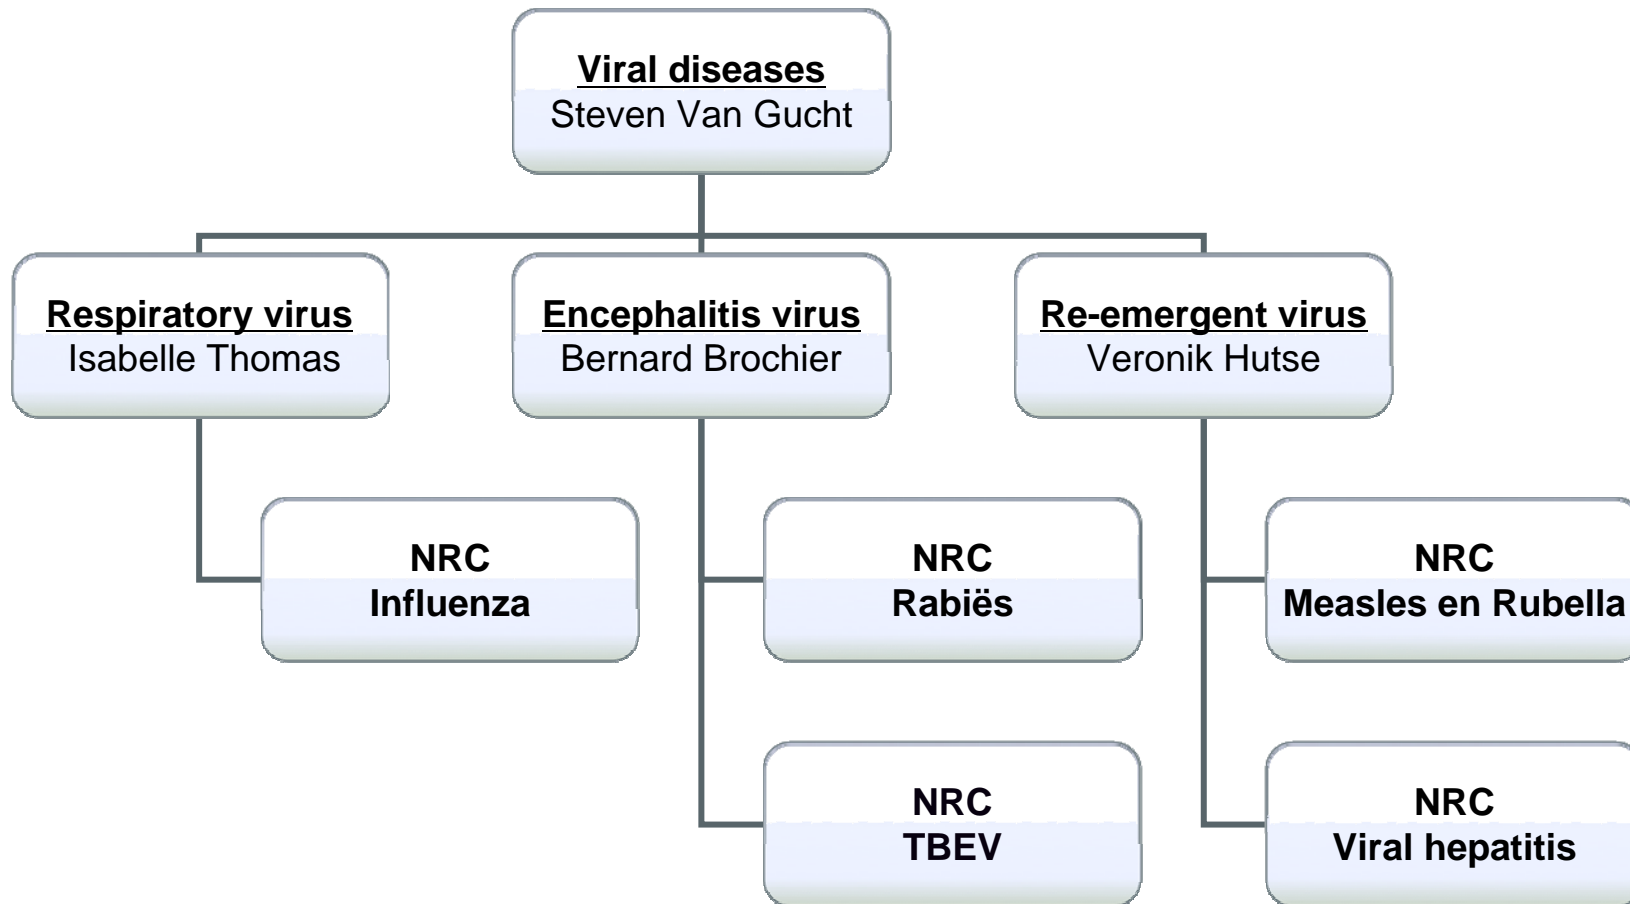 Viral diseases
Steven Van Gucht
Respiratory virus
Isabelle Thomas
Encephalitis virus
Bernard Brochier
Re-emergent virus
Veronik Hutse
NRC
Influenza
NRC
Rabiës
NRC
Measles en Rubella
NRC
TBEV
NRC
Viral hepatitis